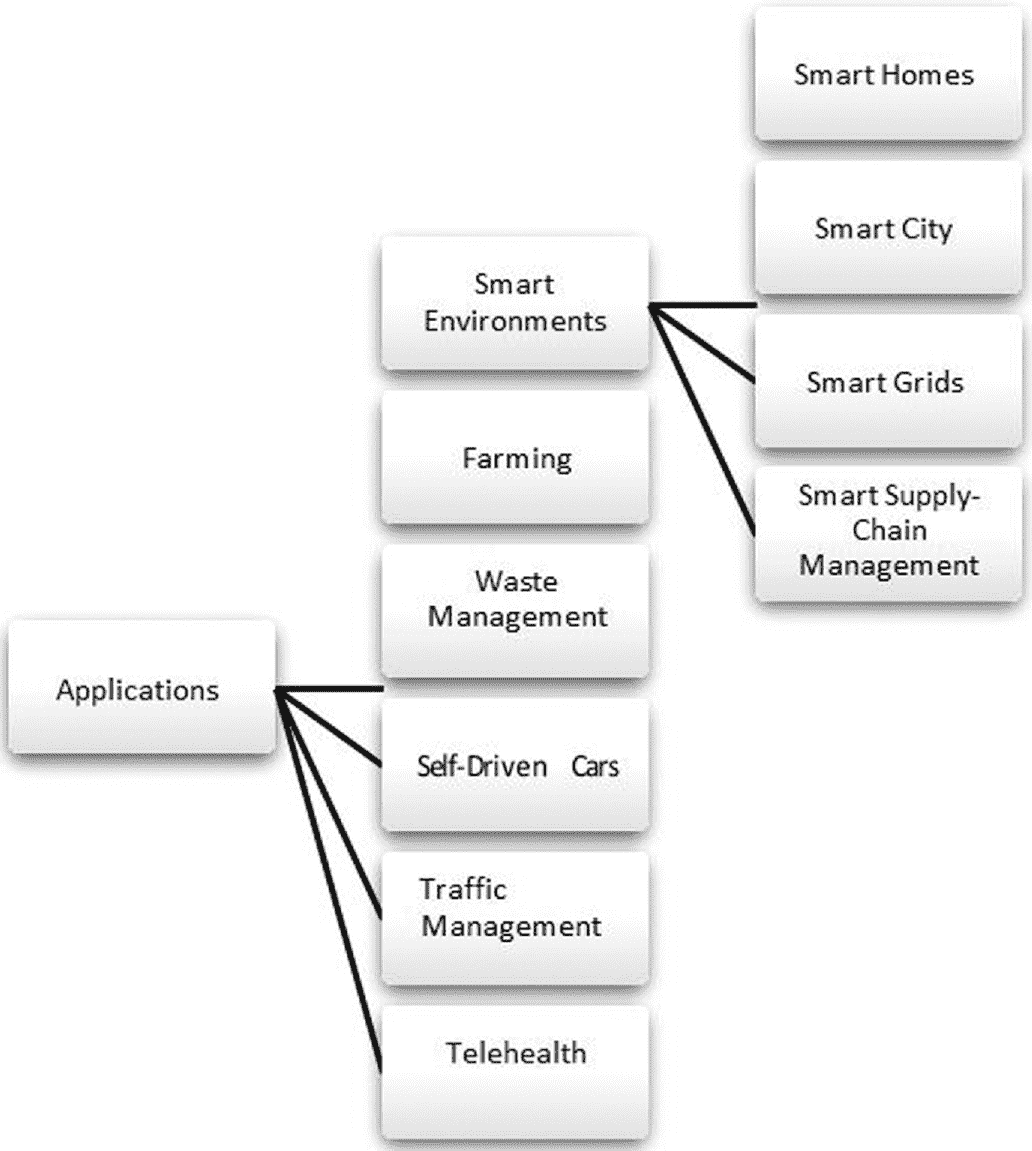 Smart Homes
Smart City
Smart
Environments
Smart Grids
Farming
Smart Supply-
Chain
Management
Waste
Management
Applications
Self-Driven Cars
Traffic
Management
Telehealth